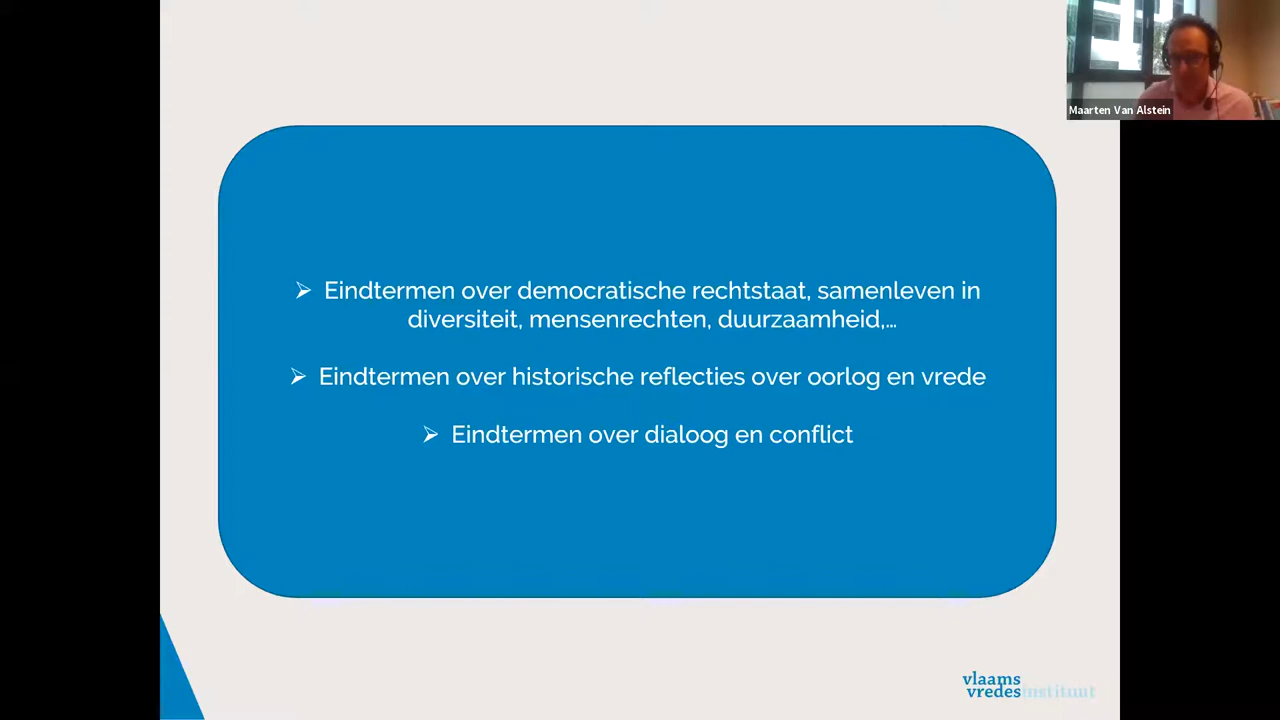 Maarten Van Alstein
➢ Eindtermen over democratische rechtstaat, samenleven in
diversiteit, mensenrechten, duurzaamheid,...
➢ Eindtermen over historische reflecties over oorlog en vrede
➢ Eindtermen over dialoog en conflict
vlaams
vredesinstituut